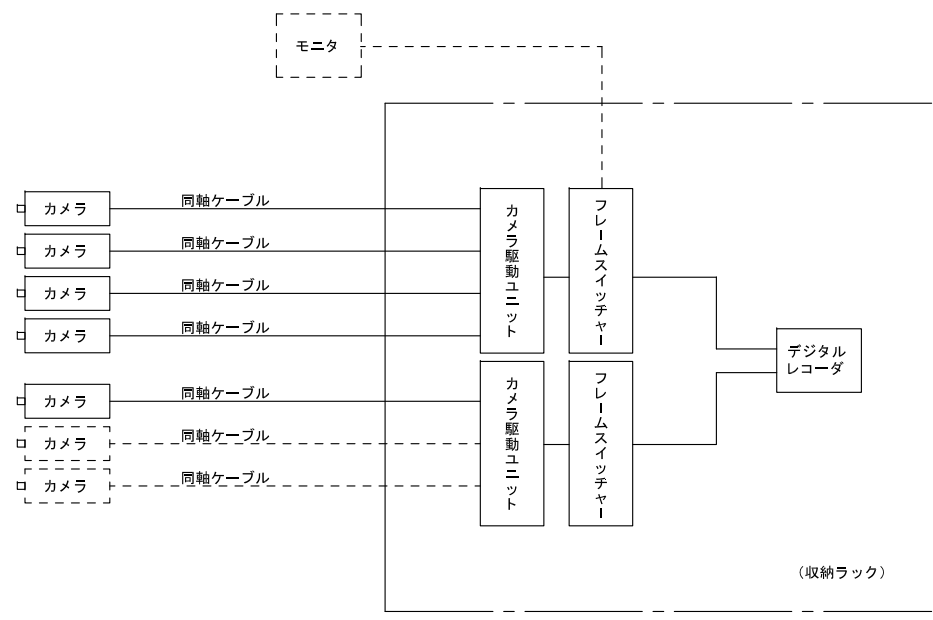 モニタ
カメラ
同軸ケーブル
カメラ
同軸ケーブル
カメラ
同軸ケーブル
カメラ
同軸ケーブル
カメラ駆動ユニット
フレームスイッチャー
デジタル
レコーダ
カメラ
同軸ケーブル
カメラ
同軸ケーブル
カメラ
同軸ケーブル
カメラ駆動ユニット
フレームスイッチャー
(収納ラック)